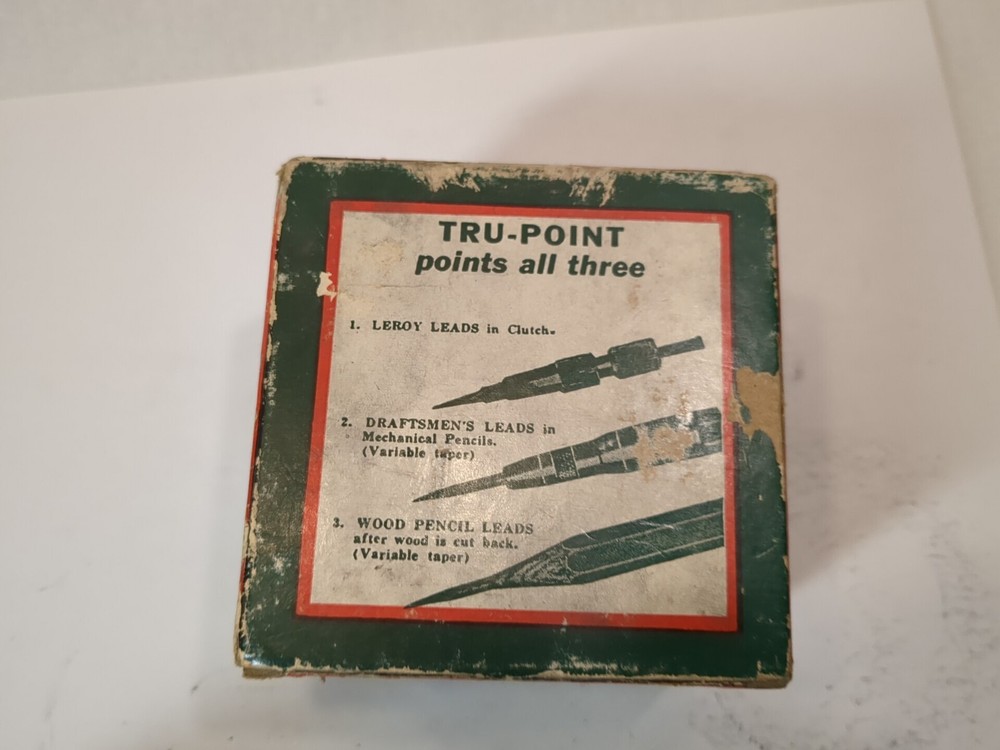 TRU-POINT
points all three
1. LEROY LEADS in Clutch.
2. DRAFTSMEN'S LEADS in
Mechanical Pencils.
(Variable taper)
3. WOOD PENCIL LEADS
after wood is cut back.
(Variable taper)